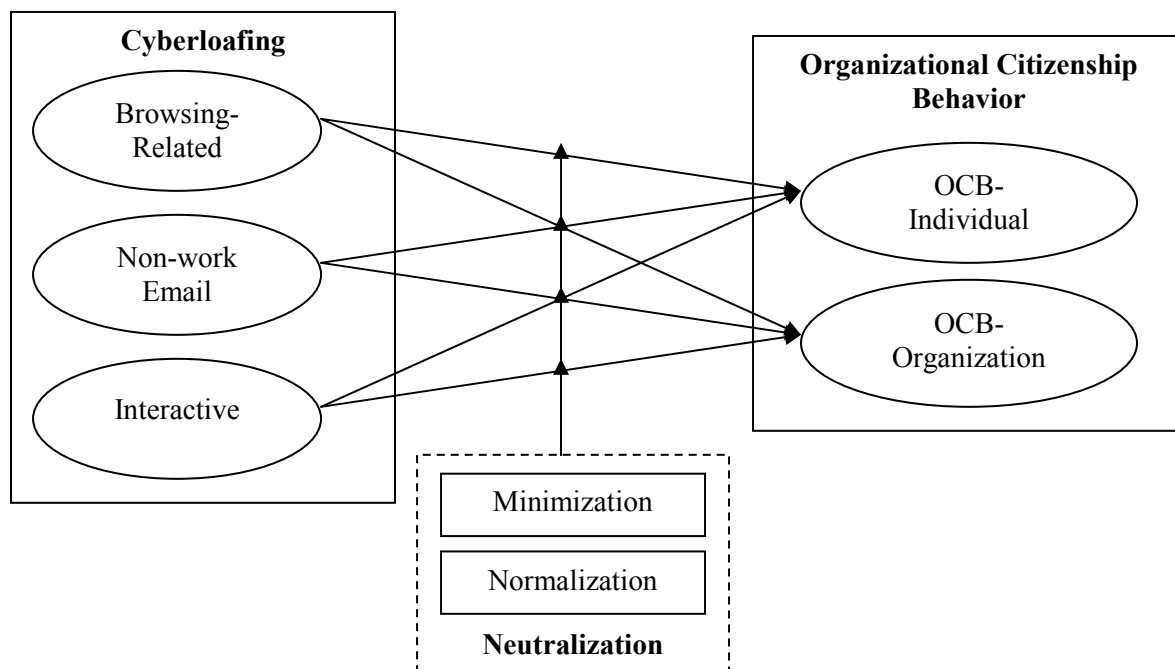 Cyberloafing
Browsing-
Related
Non-work
Email
Interactive
Organizational Citizenship
Behavior
OCB-
Individual
OCB-
Organization
Minimization
Normalization
Neutralization